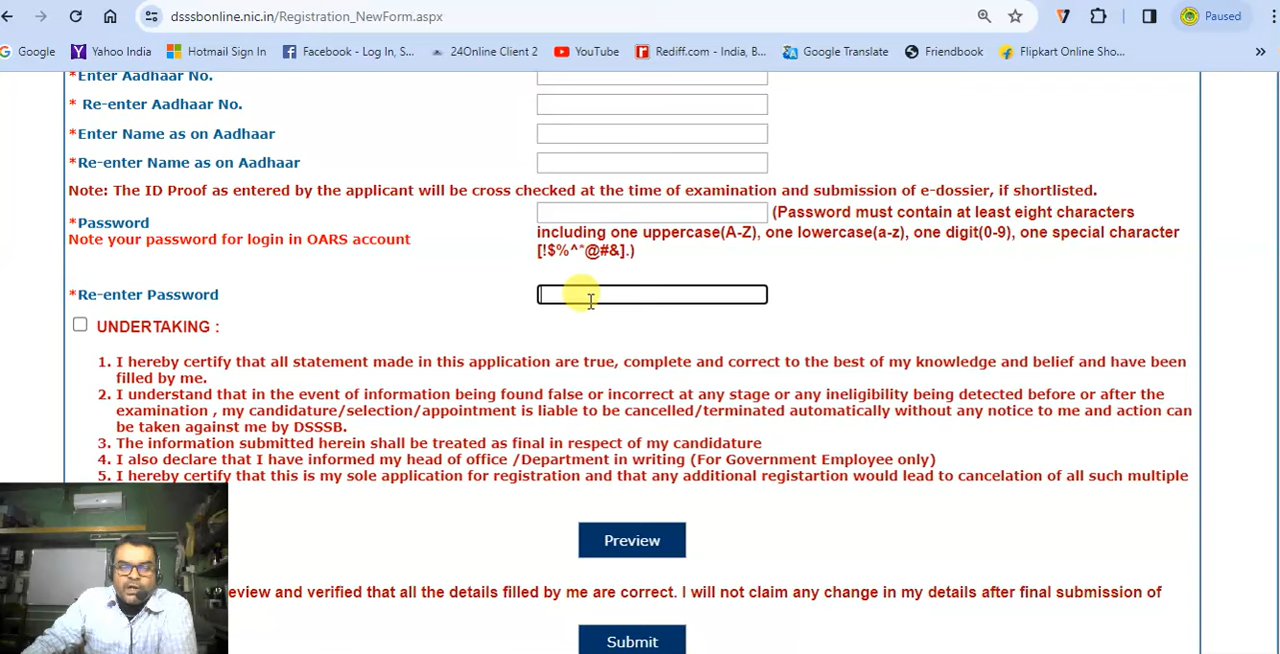 dsssbonline.nic.in/Registration_NewForm.aspx
Paused
Google Yahoo India Hotmail Sign In Facebook - Log In, S... 24Online Client 2 YouTube Rediff.com - India, B... Google Translate Friendbook Flipkart Online Sho...
*Enter Aadhaar No.
* Re-enter Aadhaar No.
*Enter Name as on Aadhaar
*Re-enter Name as on Aadhaar
Note: The ID Proof as entered by the applicant will be cross checked at the time of examination and submission of e-dossier, if shortlisted.
*Password
Note your password for login in OARS account
(Password must contain at least eight characters
including one uppercase(A-Z), one lowercase(a-z), one digit(0-9), one special character
[!$%^*@#&].)
*Re-enter Password
UNDERTAKING :
1. I hereby certify that all statement made in this application are true, complete and correct to the best of my knowledge and belief and have been
filled by me.
2. I understand that in the event of information being found false or incorrect at any stage or any ineligibility being detected before or after the
examination , my candidature/selection/appointment is liable to be cancelled/terminated automatically without any notice to me and action can
be taken against me by DSSSB.
3. The information submitted herein shall be treated as final in respect of my candidature
4. I also declare that I have informed my head of office /Department in writing (For Government Employee only)
5. I hereby certify that this is my sole application for registration and that any additional registartion would lead to cancelation of all such multiple
Preview
eview and verified that all the details filled by me are correct. I will not claim any change in my details after final submission of
Submit